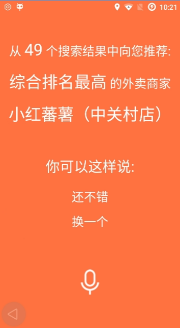 10:21
从 49 个搜索结果中向您推荐:
综合排名最高 的外卖商家
小红蕃薯（中关村店）
你可以这样说:
还不错
换一个